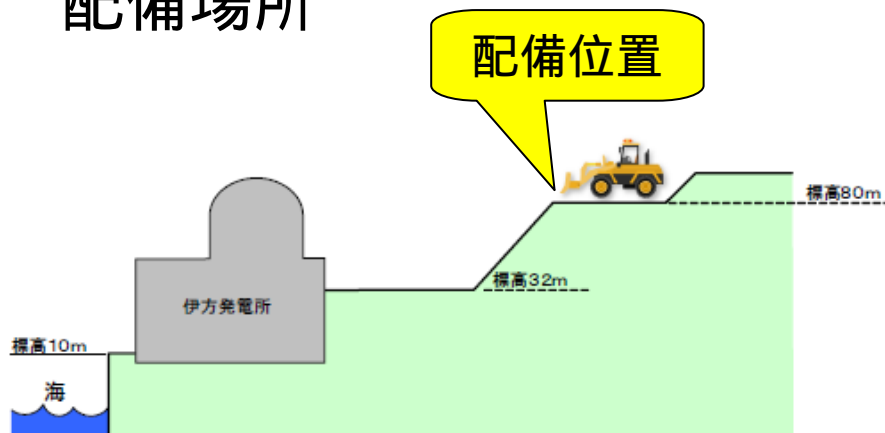 配備場所
配備位置
標高80m
標高32m
伊方発電所
標高10m
海